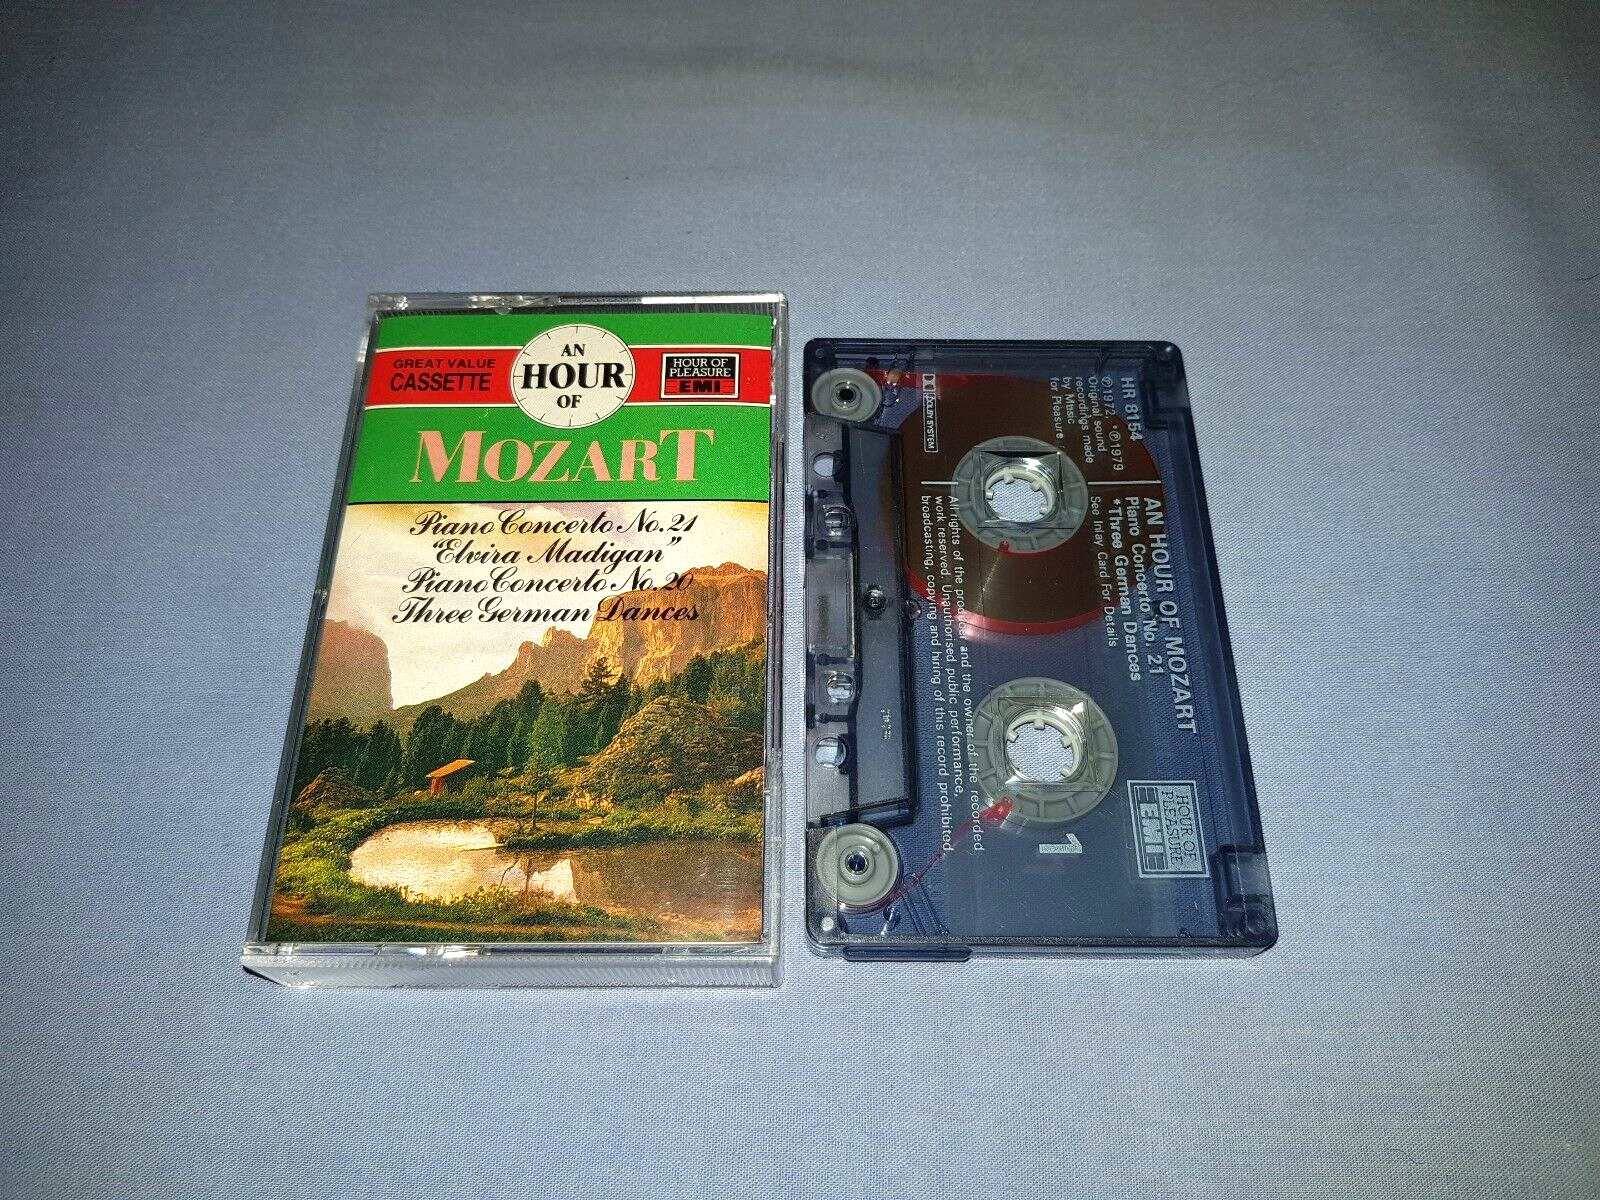 GREAT VALUE
CASSETTE
AN
HOUR
OF
HOUR OF
PLEASURE
EMI
MOZART
Piano Concerto No.21
"Elvira Madigan"
Piano Concerto No.20
Three German Dances
HR 8154
℗1972, *℗1979
Original sound
recordings made
by Music
for Pleasure
DOLBY SYSTEM
AN HOUR OF MOZART
Piano Concerto No. 21
*Three German Dances
See Inlay Card For Details
All rights of the producer and the owner of the recorded
work reserved. Unauthorised public performance,
broadcasting, copying and hiring of this record prohibited
1
HOUR OF
PLEASURE
EMI